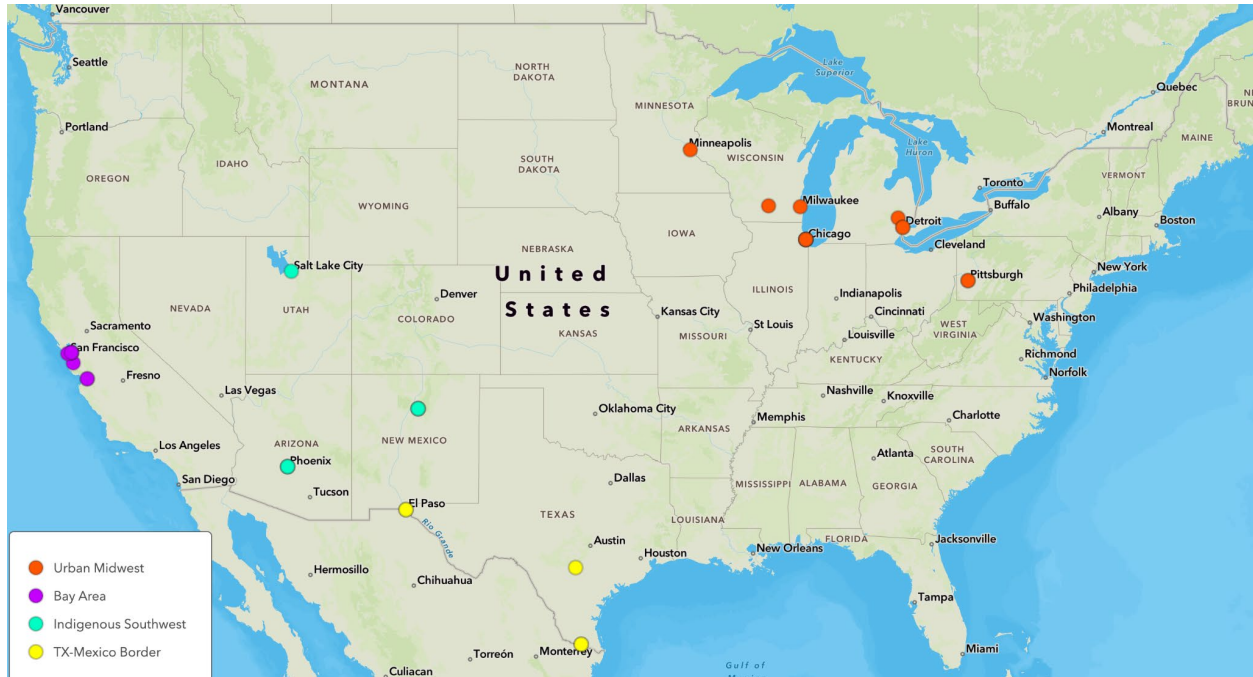 Vancouver
Seattle
Portland
OREGON
IDAHO
MONTANA
WYOMING
NORTH
DAKOTA
SOUTH
DAKOTA
NEBRASKA
MINNESOTA
Minneapolis
WISCONSIN
Milwaukee
Lake
Superior
Lake
Huron
Detroit
Chicago
IOWA
ILLINOIS
Toronto
Buffalo
Cleveland
Pittsburgh
Quebec
Montreal
MAINE
NE
BRUN
VERMONT
Albany
Boston
New York
Philadelphia
Washington
Richmond
Norfolk
WEST
VIRGINIA
Indianapolis
Cincinnati
Louisville
KENTUCKY
St Louis
Kansas City
MISSOURI
KANSAS
United
States
Denver
COLORADO
Salt Lake City
UTAH
NEVADA
Sacramento
San Francisco
Fresno
Las Vegas
Los Angeles
San Diego
ARIZONA
Phoenix
Tucson
NEW MEXICO
El Paso
Rio Grande
Oklahoma City
ARKANSAS
Memphis
Nashville
Knoxville
Charlotte
SOUTH
CAROLINA
Atlanta
GEORGIA
ALABAMA
MISSISSIPPI
LOUISIANA
Dallas
TEXAS
Austin
Houston
New Orleans
FLORIDA
Jacksonville
Tampa
Miami
Gulf of
Hermosillo
Chihuahua
Torreón
Monterrey
Culiacan
Urban Midwest
Bay Area
Indigenous Southwest
TX-Mexico Border